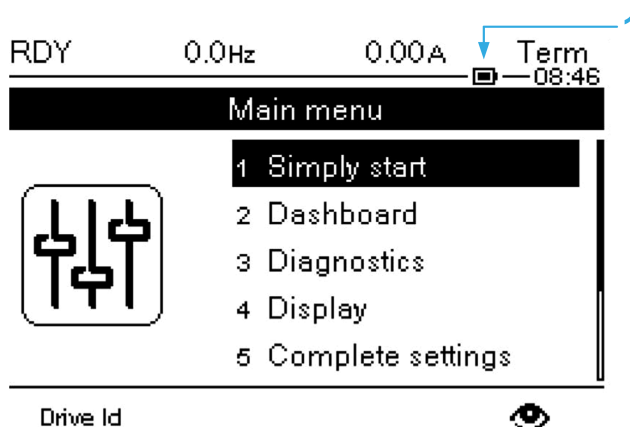 1
RDY 0.0Hz 0.00A Term
08:46
Main menu
1 Simply start
2 Dashboard
3 Diagnostics
4 Display
5 Complete settings
Drive Id